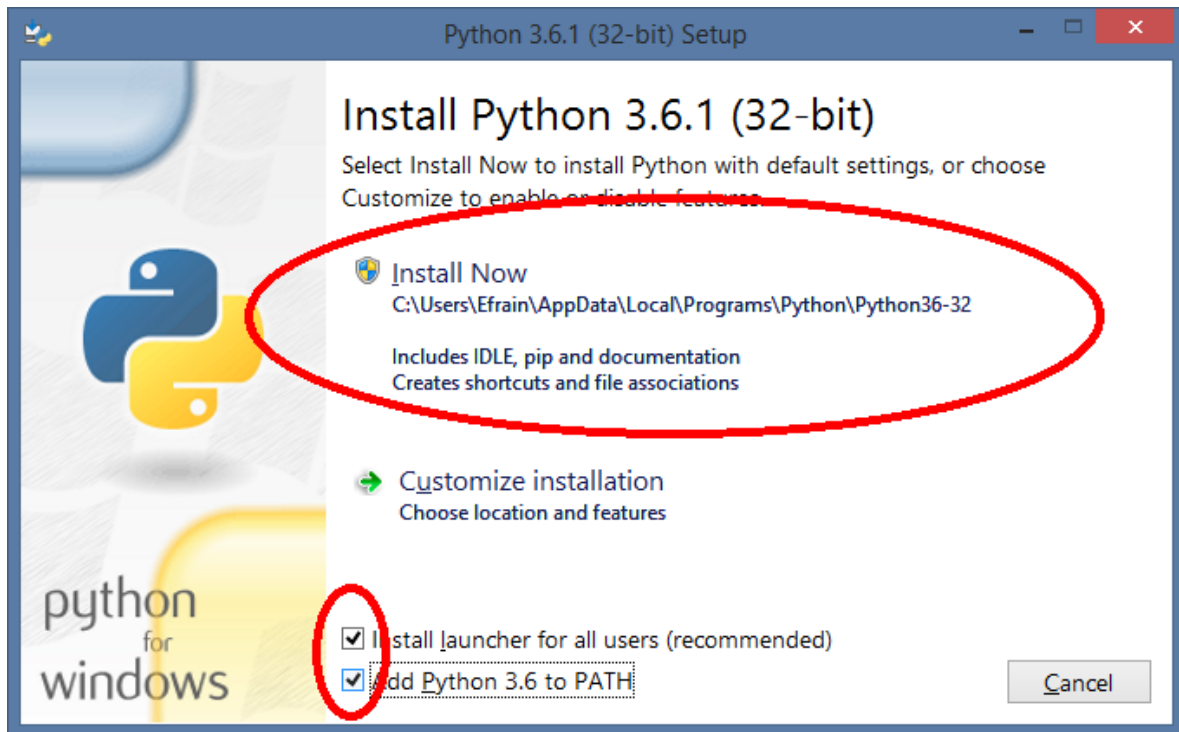 Python 3.6.1 (32-bit) Setup
Install Python 3.6.1 (32-bit)
Select Install Now to install Python with default settings, or choose
Customize to enable or disable features.
Install Now
C:\Users\Efrain\AppData\Local\Programs\Python\Python36-32
Includes IDLE, pip and documentation
Creates shortcuts and file associations
Customize installation
Choose location and features
python
for
windows
Install launcher for all users (recommended)
Add Python 3.6 to PATH
Cancel